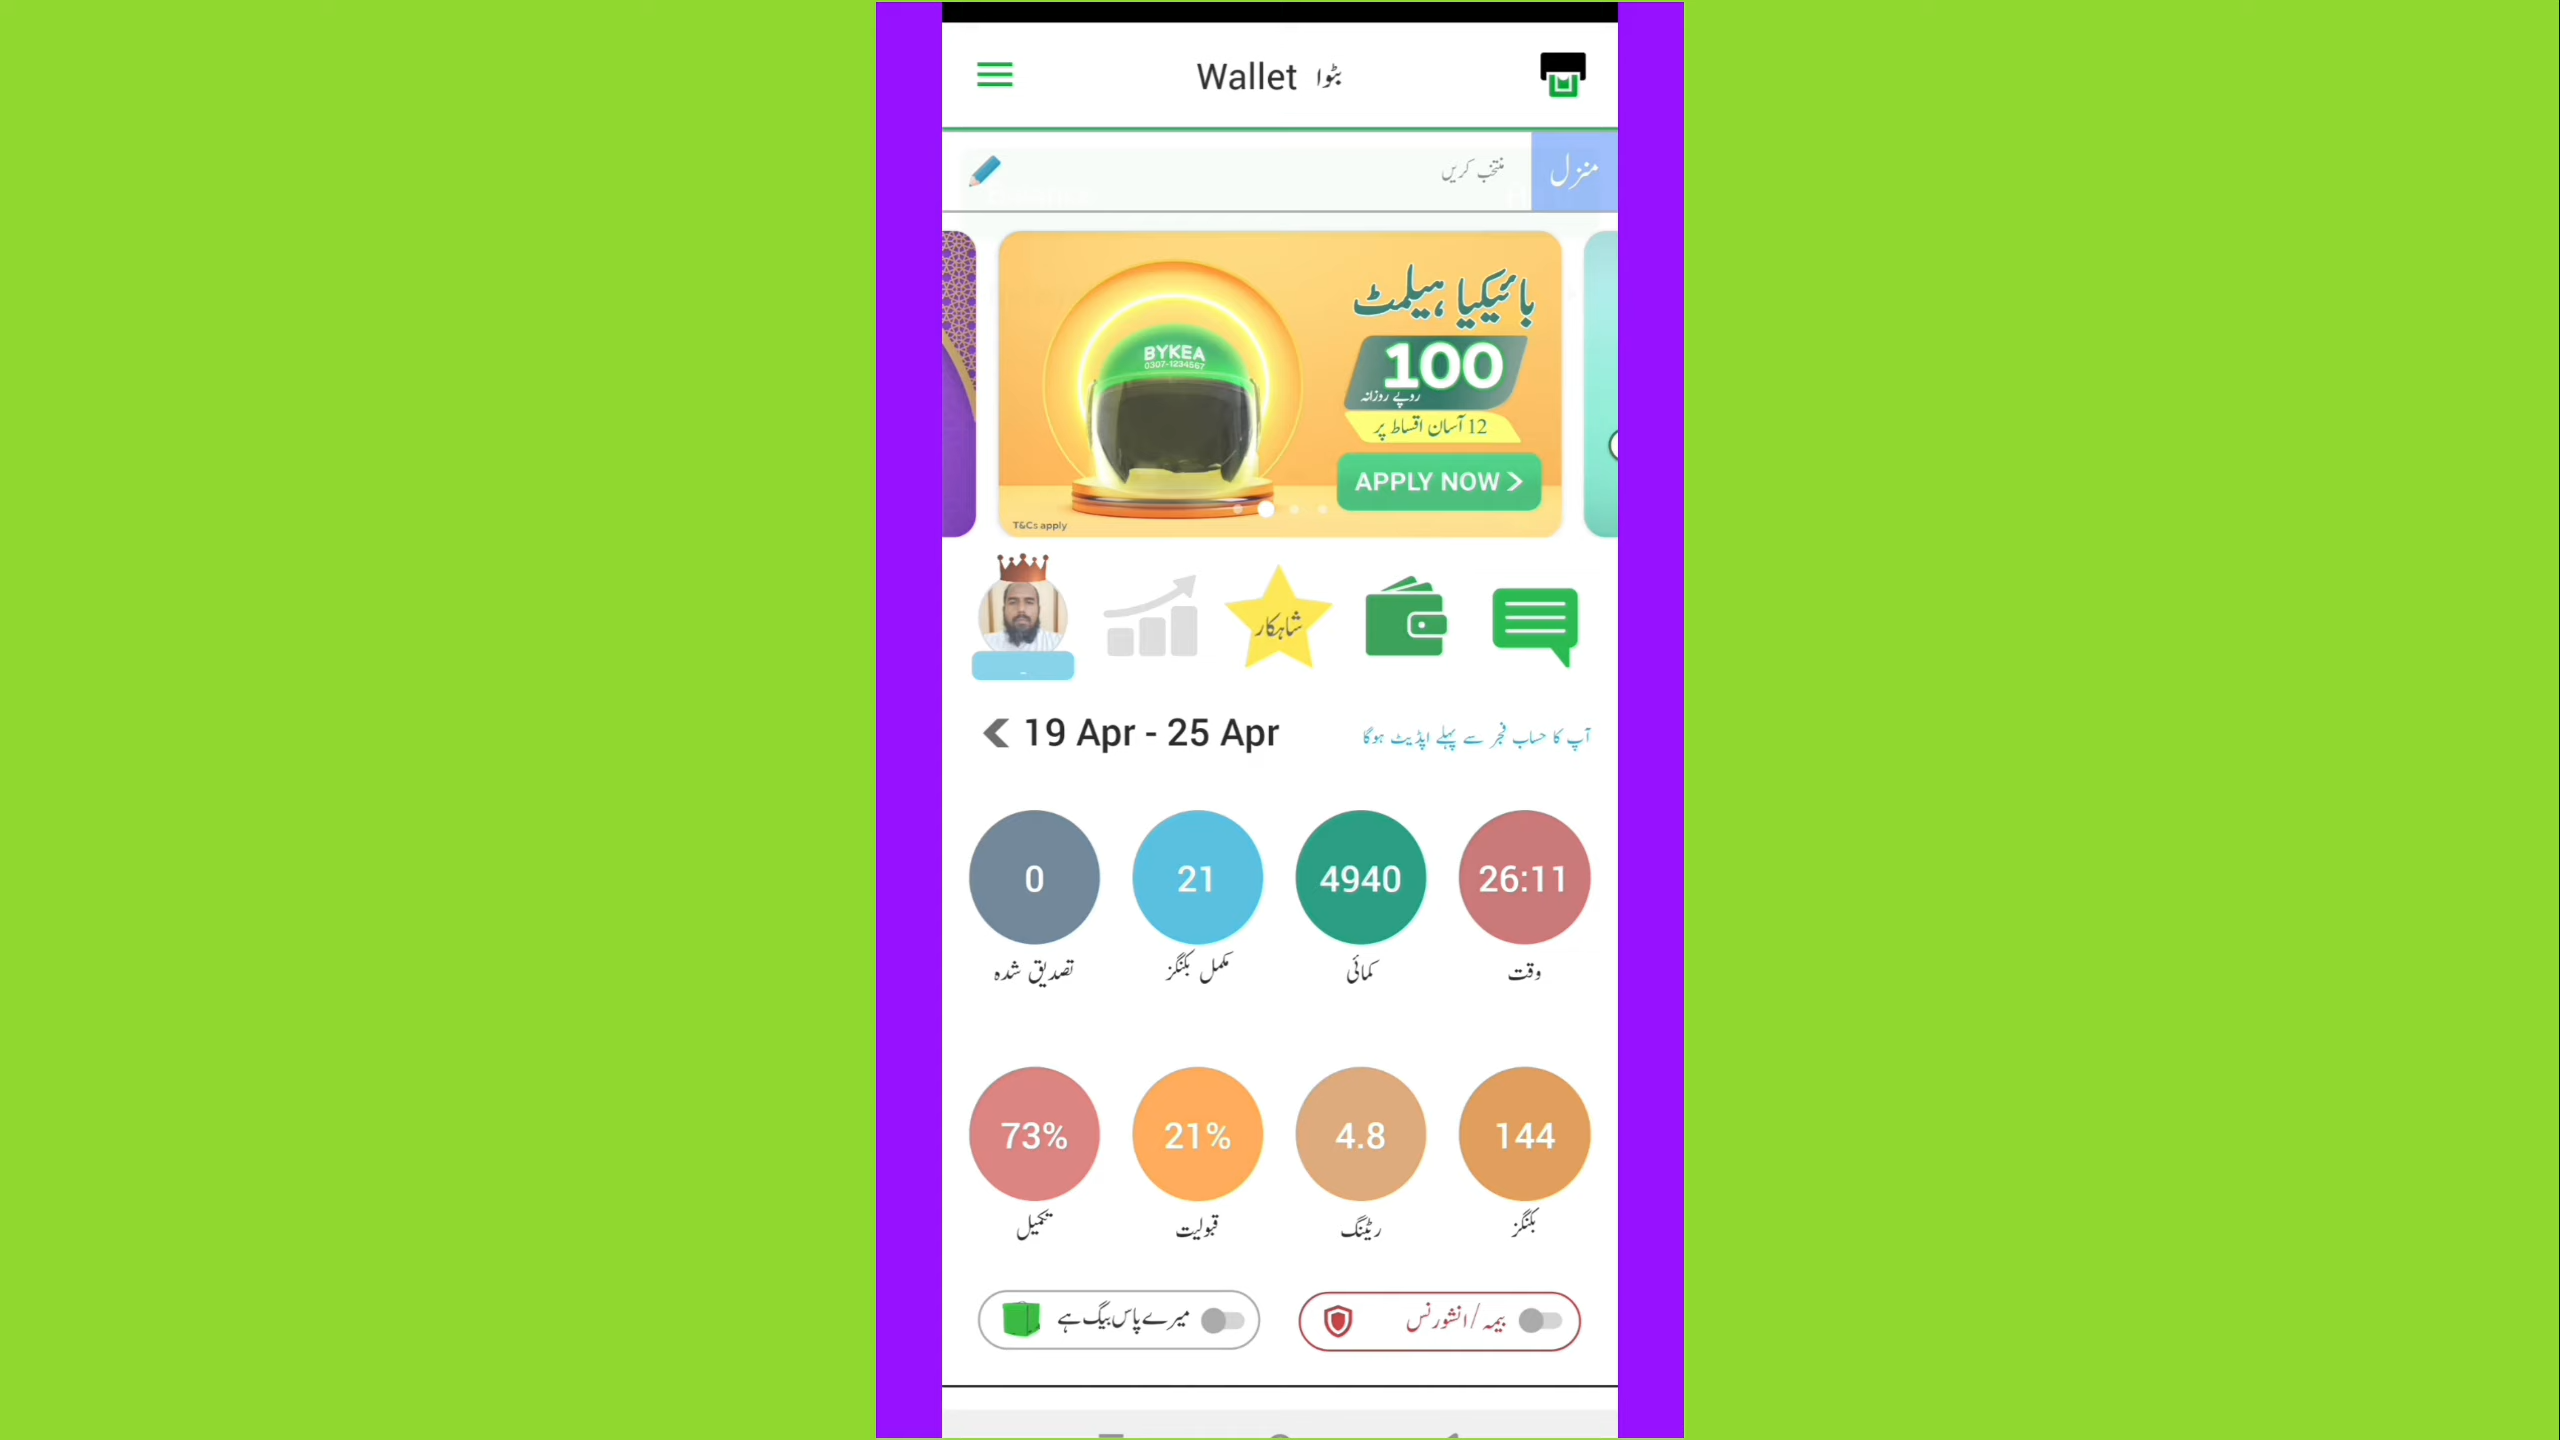 Wallet بٹوا
منزل
منتخب کریں
بائیکیا ہیلمٹ
BYKEA
0307-1234567
100
روپے روزانہ
12 آسان اقساط پر
APPLY NOW >
T&Cs apply
شاہکار
19 Apr - 25 Apr
آپ کا حساب فجر سے پہلے اپڈیٹ ہوگا
0
21
4940
26:11
تصدیق شدہ
مکمل بکنگز
کمائی
وقت
73%
21%
4.8
144
تکمیل
قبولیت
ریٹنگ
بکنگز
میرے پاس بیگ ہے
بیمہ / انشورنس